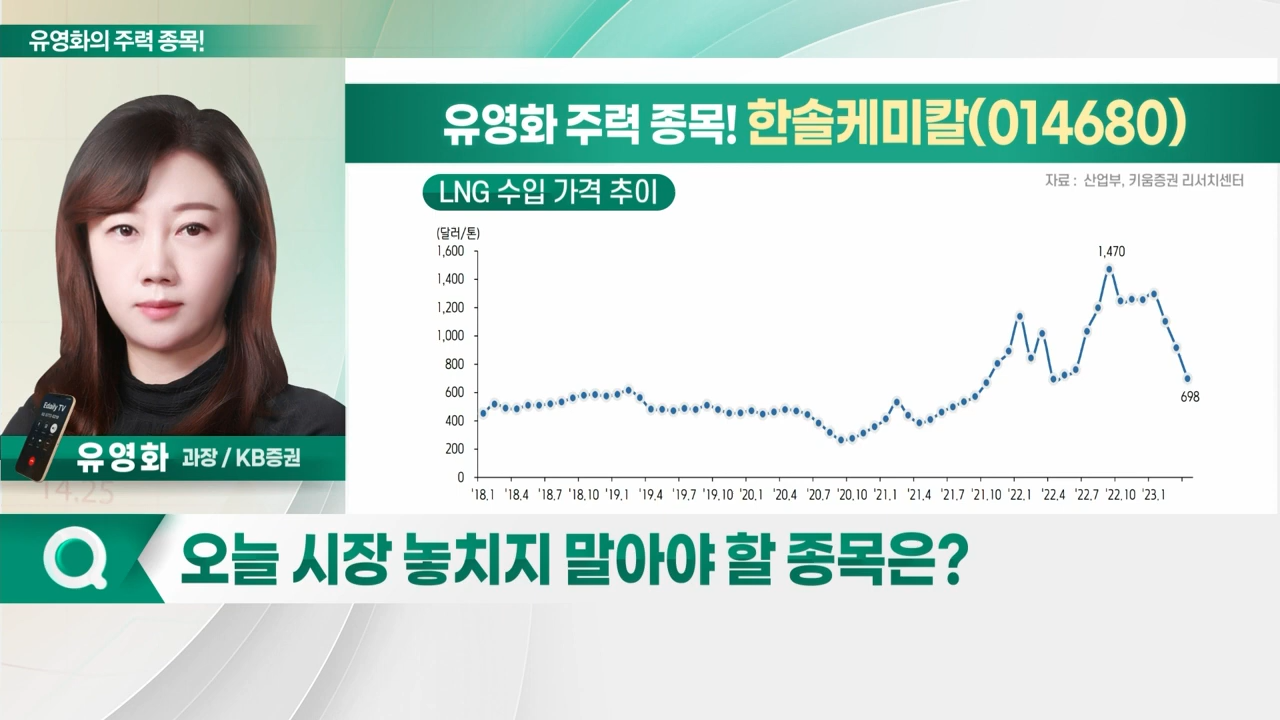 유영화의 주력 종목!
유영화 주력 종목! 한솔케미칼(014680)
LNG 수입 가격 추이
자료 : 산업부, 키움증권 리서치센터
(달러/톤)
1,600
1,400
1,200
1,000
800
600
400
200
0
1,470
698
'18.1 '18.4 '18.7 '18.10 '19.1 '19.4 '19.7 '19.10 '20.1 '20.4 '20.7 '20.10 '21.1 '21.4 '21.7 '21.10 '22.1 '22.4 '22.7 '22.10 '23.1
Edaily TV
유영화 과장 / KB증권
14.25
오늘 시장 놓치지 말아야 할 종목은?